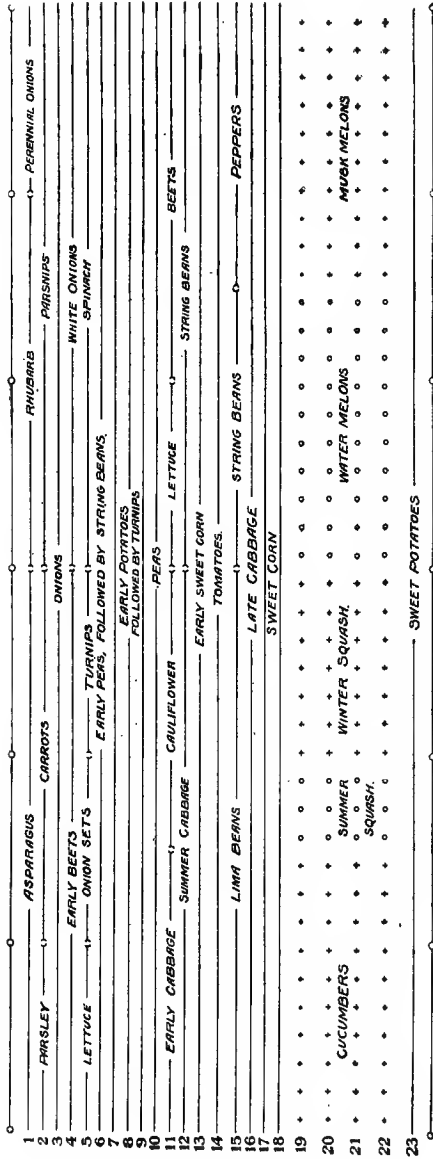 1 ASPARAGUS RHUBARB PERENNIAL ONIONS
2 PARSLEY CARROTS PARSNIPS
3 ONIONS
4 EARLY BEETS WHITE ONIONS
5 LETTUCE ONION SETS TURNIPS SPINACH
6 EARLY PEAS, FOLLOWED BY STRING BEANS,
7
8 EARLY POTATOES
9 FOLLOWED BY TURNIPS
10 PEAS
11 EARLY CABBAGE CAULIFLOWER LETTUCE BEETS
12 SUMMER CABBAGE STRING BEANS
13 EARLY SWEET CORN
14 TOMATOES.
15 LIMA BEANS STRING BEANS PEPPERS
16 LATE CABBAGE
17
18 SWEET CORN
19
20
CUCUMBERS SUMMER WINTER SQUASH. WATER MELONS MUSK MELONS
21
SQUASH.
22
23 SWEET POTATOES